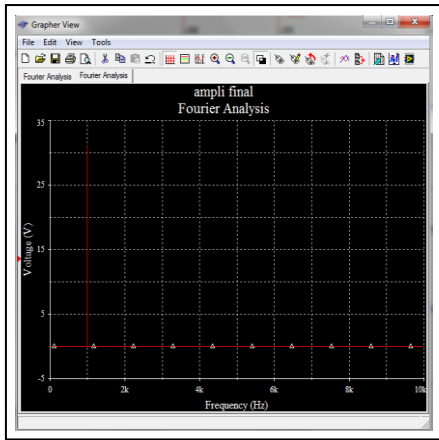 Grapher View
File Edit View Tools
Fourier Analysis Fourier Analysis
ampli final
Fourier Analysis
35
25
15
5
-5
Voltage (V)
0 2k 4k 6k 8k 10k
Frequency (Hz)